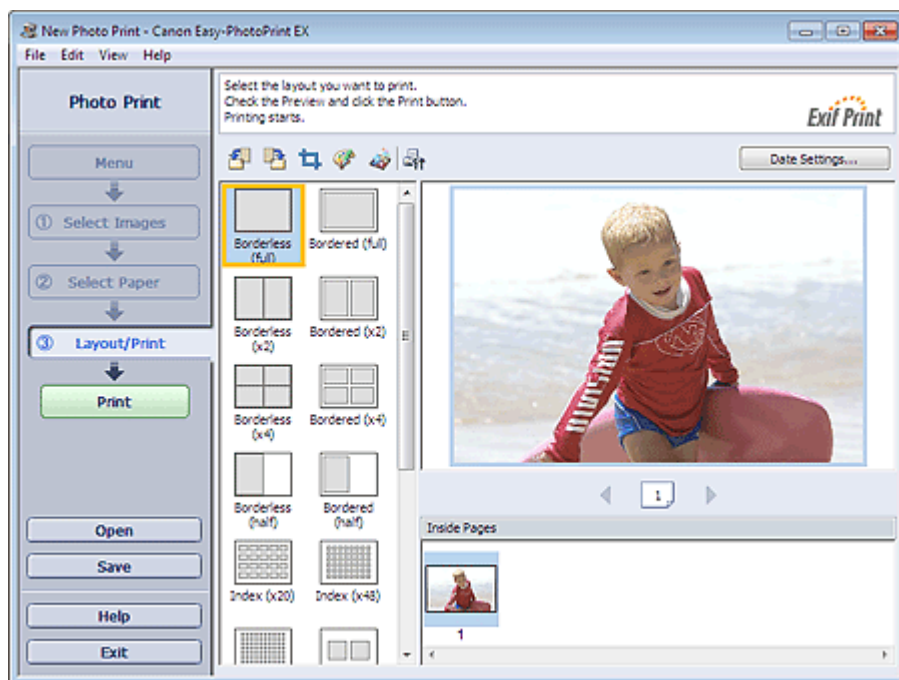 New Photo Print - Canon Easy-PhotoPrint EX
File Edit View Help
Photo Print
Select the layout you want to print.
Check the Preview and click the Print button.
Printing starts.
Exif Print
Menu
Date Settings...
① Select Images
② Select Paper
③ Layout/Print
Print
Open
Save
Help
Exit
Borderless
(full)
Bordered (full)
Borderless
(x2)
Bordered (x2)
Borderless
(x4)
Bordered (x4)
Borderless
(half)
Bordered
(half)
Index (x20)
Index (x48)
1
Inside Pages
1